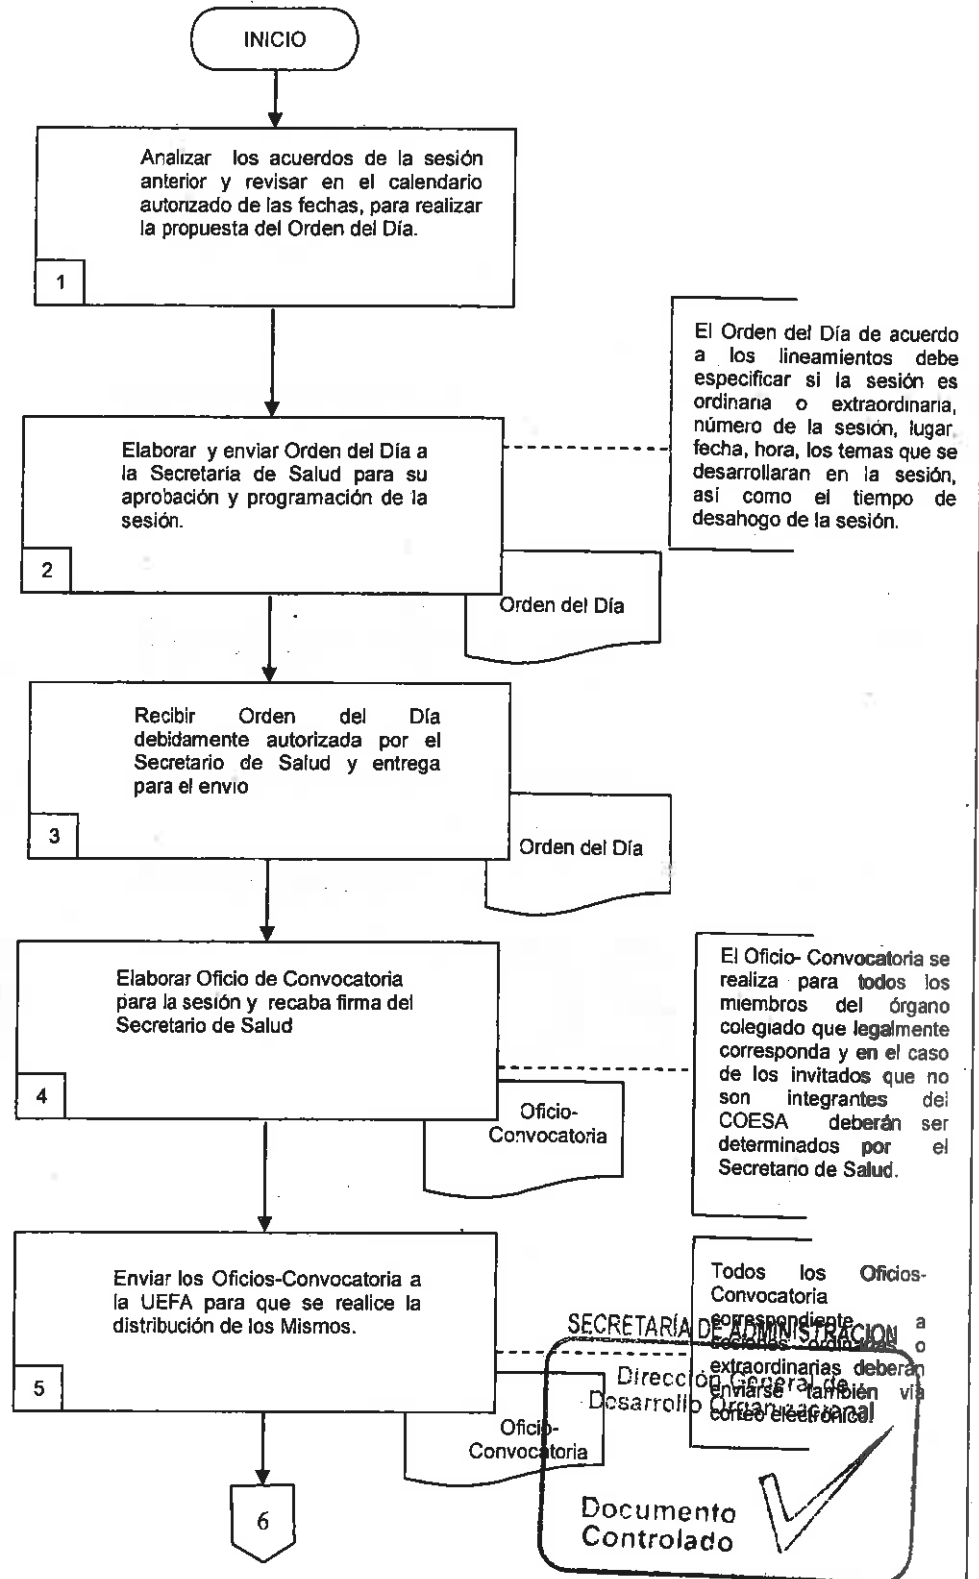 INICIO
Analizar los acuerdos de la sesión
anterior y revisar en el calendario
autorizado de las fechas, para realizar
la propuesta del Orden del Día.
1
El Orden del Día de acuerdo
a los lineamientos debe
especificar si la sesión es
ordinaria o extraordinaria,
número de la sesión, lugar,
fecha, hora, los temas que se
desarrollaran en la sesión,
así como el tiempo de
desahogo de la sesión.
Elaborar y enviar Orden del Día a
la Secretaria de Salud para su
aprobación y programación de la
sesión.
2
Orden del Día
Recibir Orden del Día
debidamente autorizada por el
Secretario de Salud y entrega
para el envio
3
Orden del Día
Elaborar Oficio de Convocatoria
para la sesión y recaba firma del
Secretario de Salud
4
Oficio-
Convocatoria
El Oficio- Convocatoria se
realiza para todos los
miembros del órgano
colegiado que legalmente
corresponda y en el caso
de los invitados que no
son integrantes del
COESA deberán ser
determinados por el
Secretario de Salud.
Enviar los Oficios-Convocatoria a
la UEFA para que se realice la
distribución de los Mismos.
5
Oficio-
Convocatoria
Todos los Oficios-
Convocatoria
correspondiente a
sesiones ordinarias o
extraordinarias deberán
enviarse también vía
correo electrónico.
SECRETARÍA DE ADMINISTRACION
Dirección General de
Desarrollo Organizacional
Documento
Controlado
6